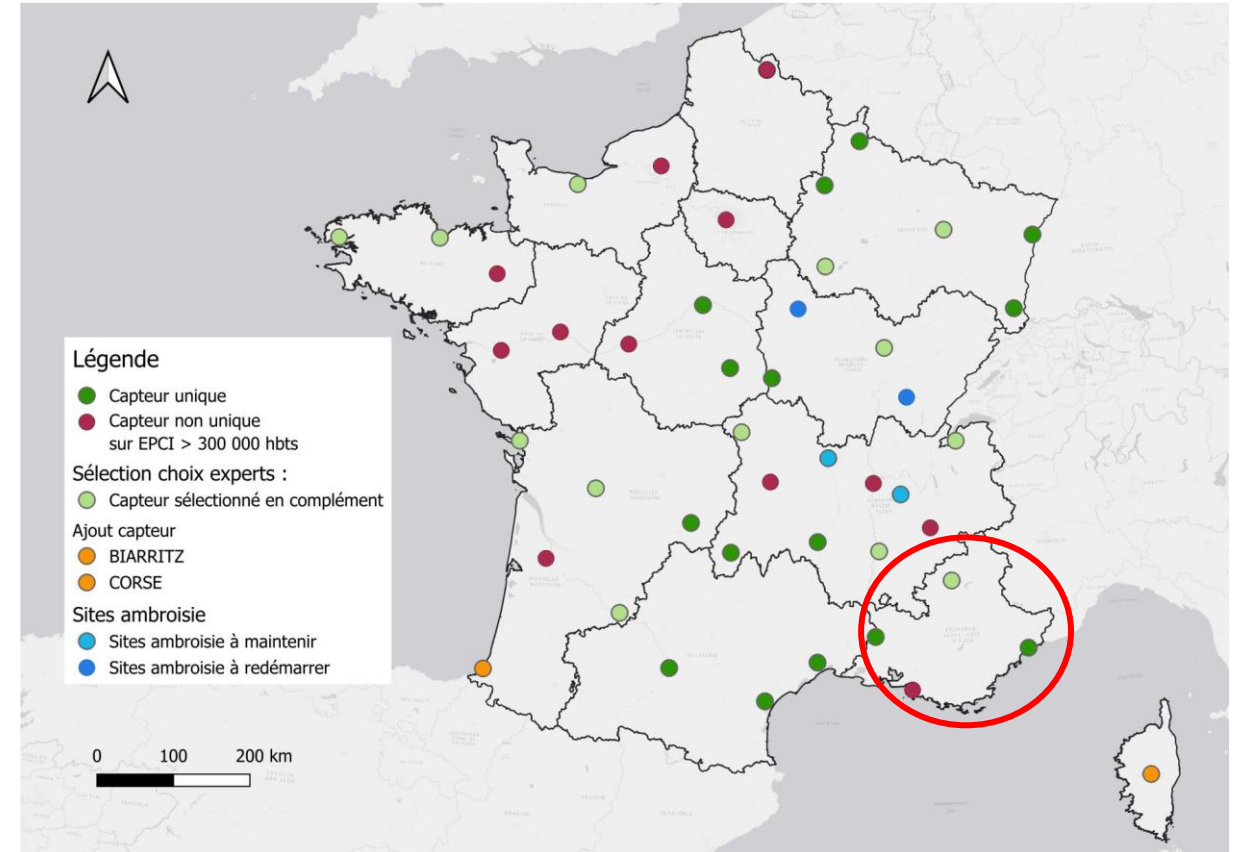 Légende
Capteur unique
Capteur non unique
sur EPCI > 300 000 hbts
Sélection choix experts :
Capteur sélectionné en complément
Ajout capteur
BIARRITZ
CORSE
Sites ambroisie
Sites ambroisie à maintenir
Sites ambroisie à redémarrer
0 100 200 km